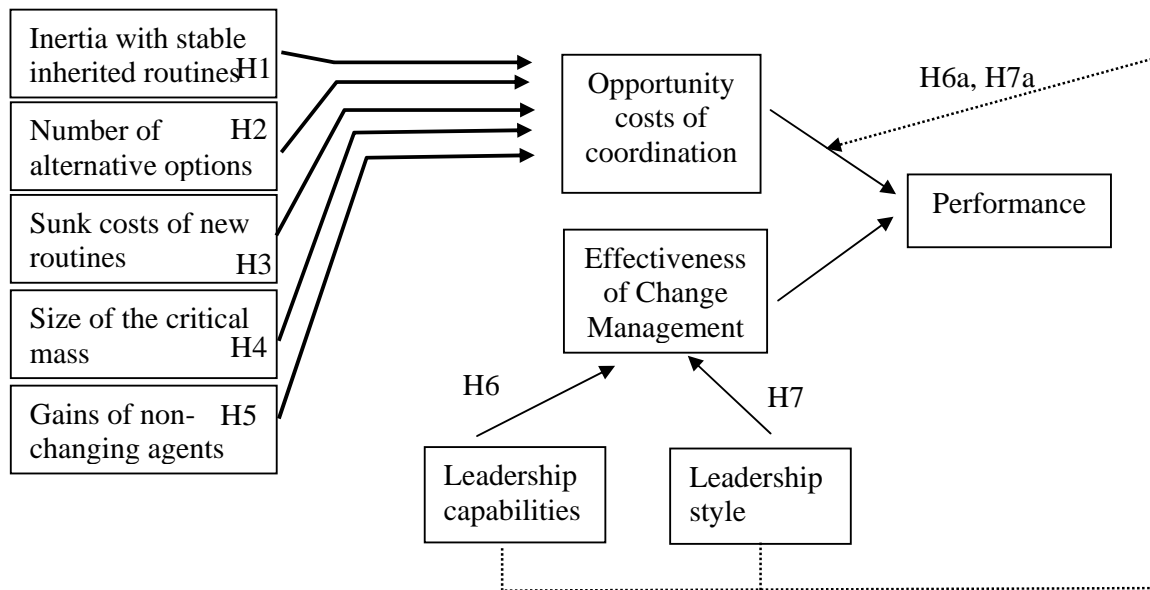 Inertia with stable
inherited routines
H1
Number of
alternative options
H2
Sunk costs of new
routines
H3
Size of the critical
mass
H4
Gains of non-
changing agents
H5
Opportunity
costs of
coordination
H6a, H7a
Performance
Effectiveness
of Change
Management
H6
H7
Leadership
capabilities
Leadership
style